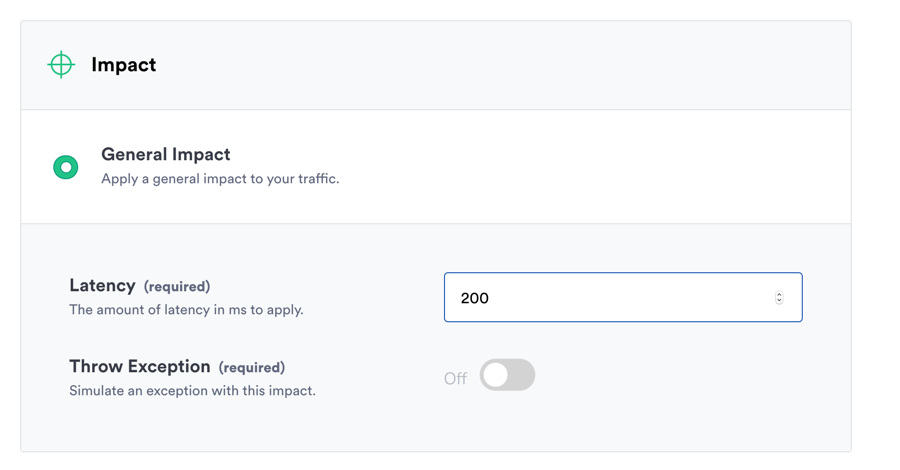 Impact
General Impact
Apply a general impact to your traffic.
Latency (required)
The amount of latency in ms to apply.
200
Throw Exception (required)
Simulate an exception with this impact.
Off